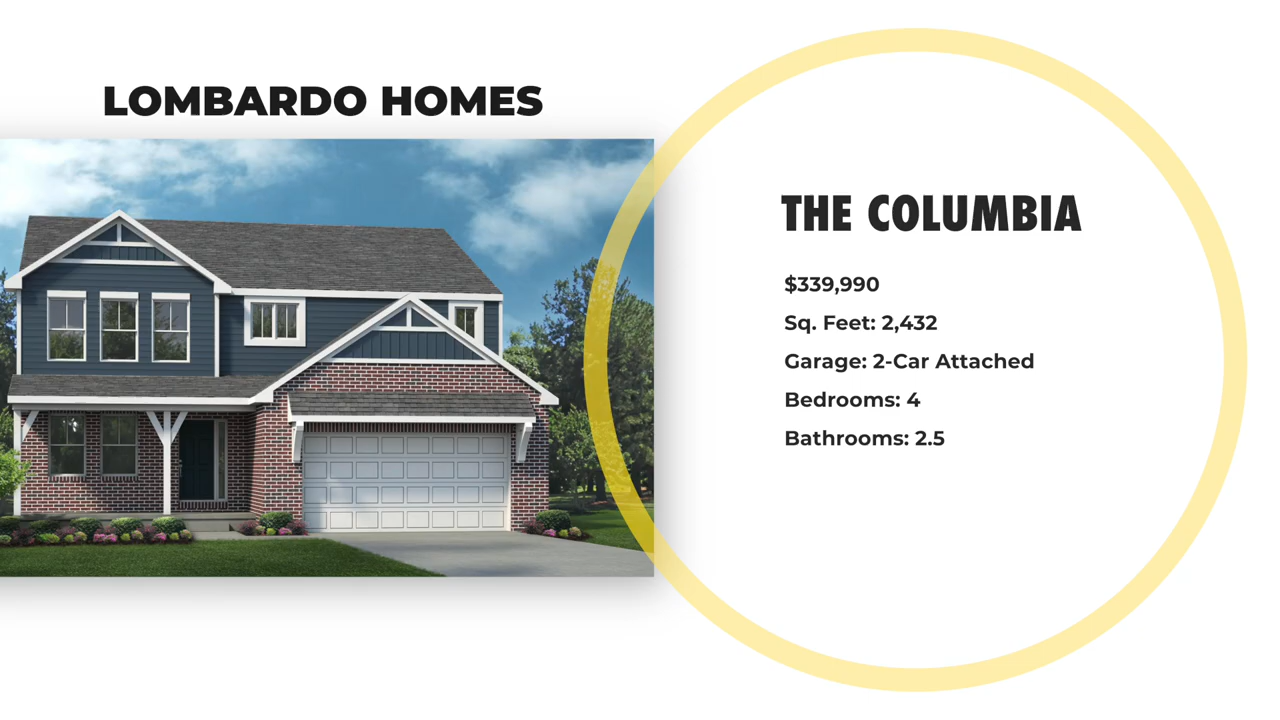 LOMBARDO HOMES
THE COLUMBIA
$339,990
Sq. Feet: 2,432
Garage: 2-Car Attached
Bedrooms: 4
Bathrooms: 2.5